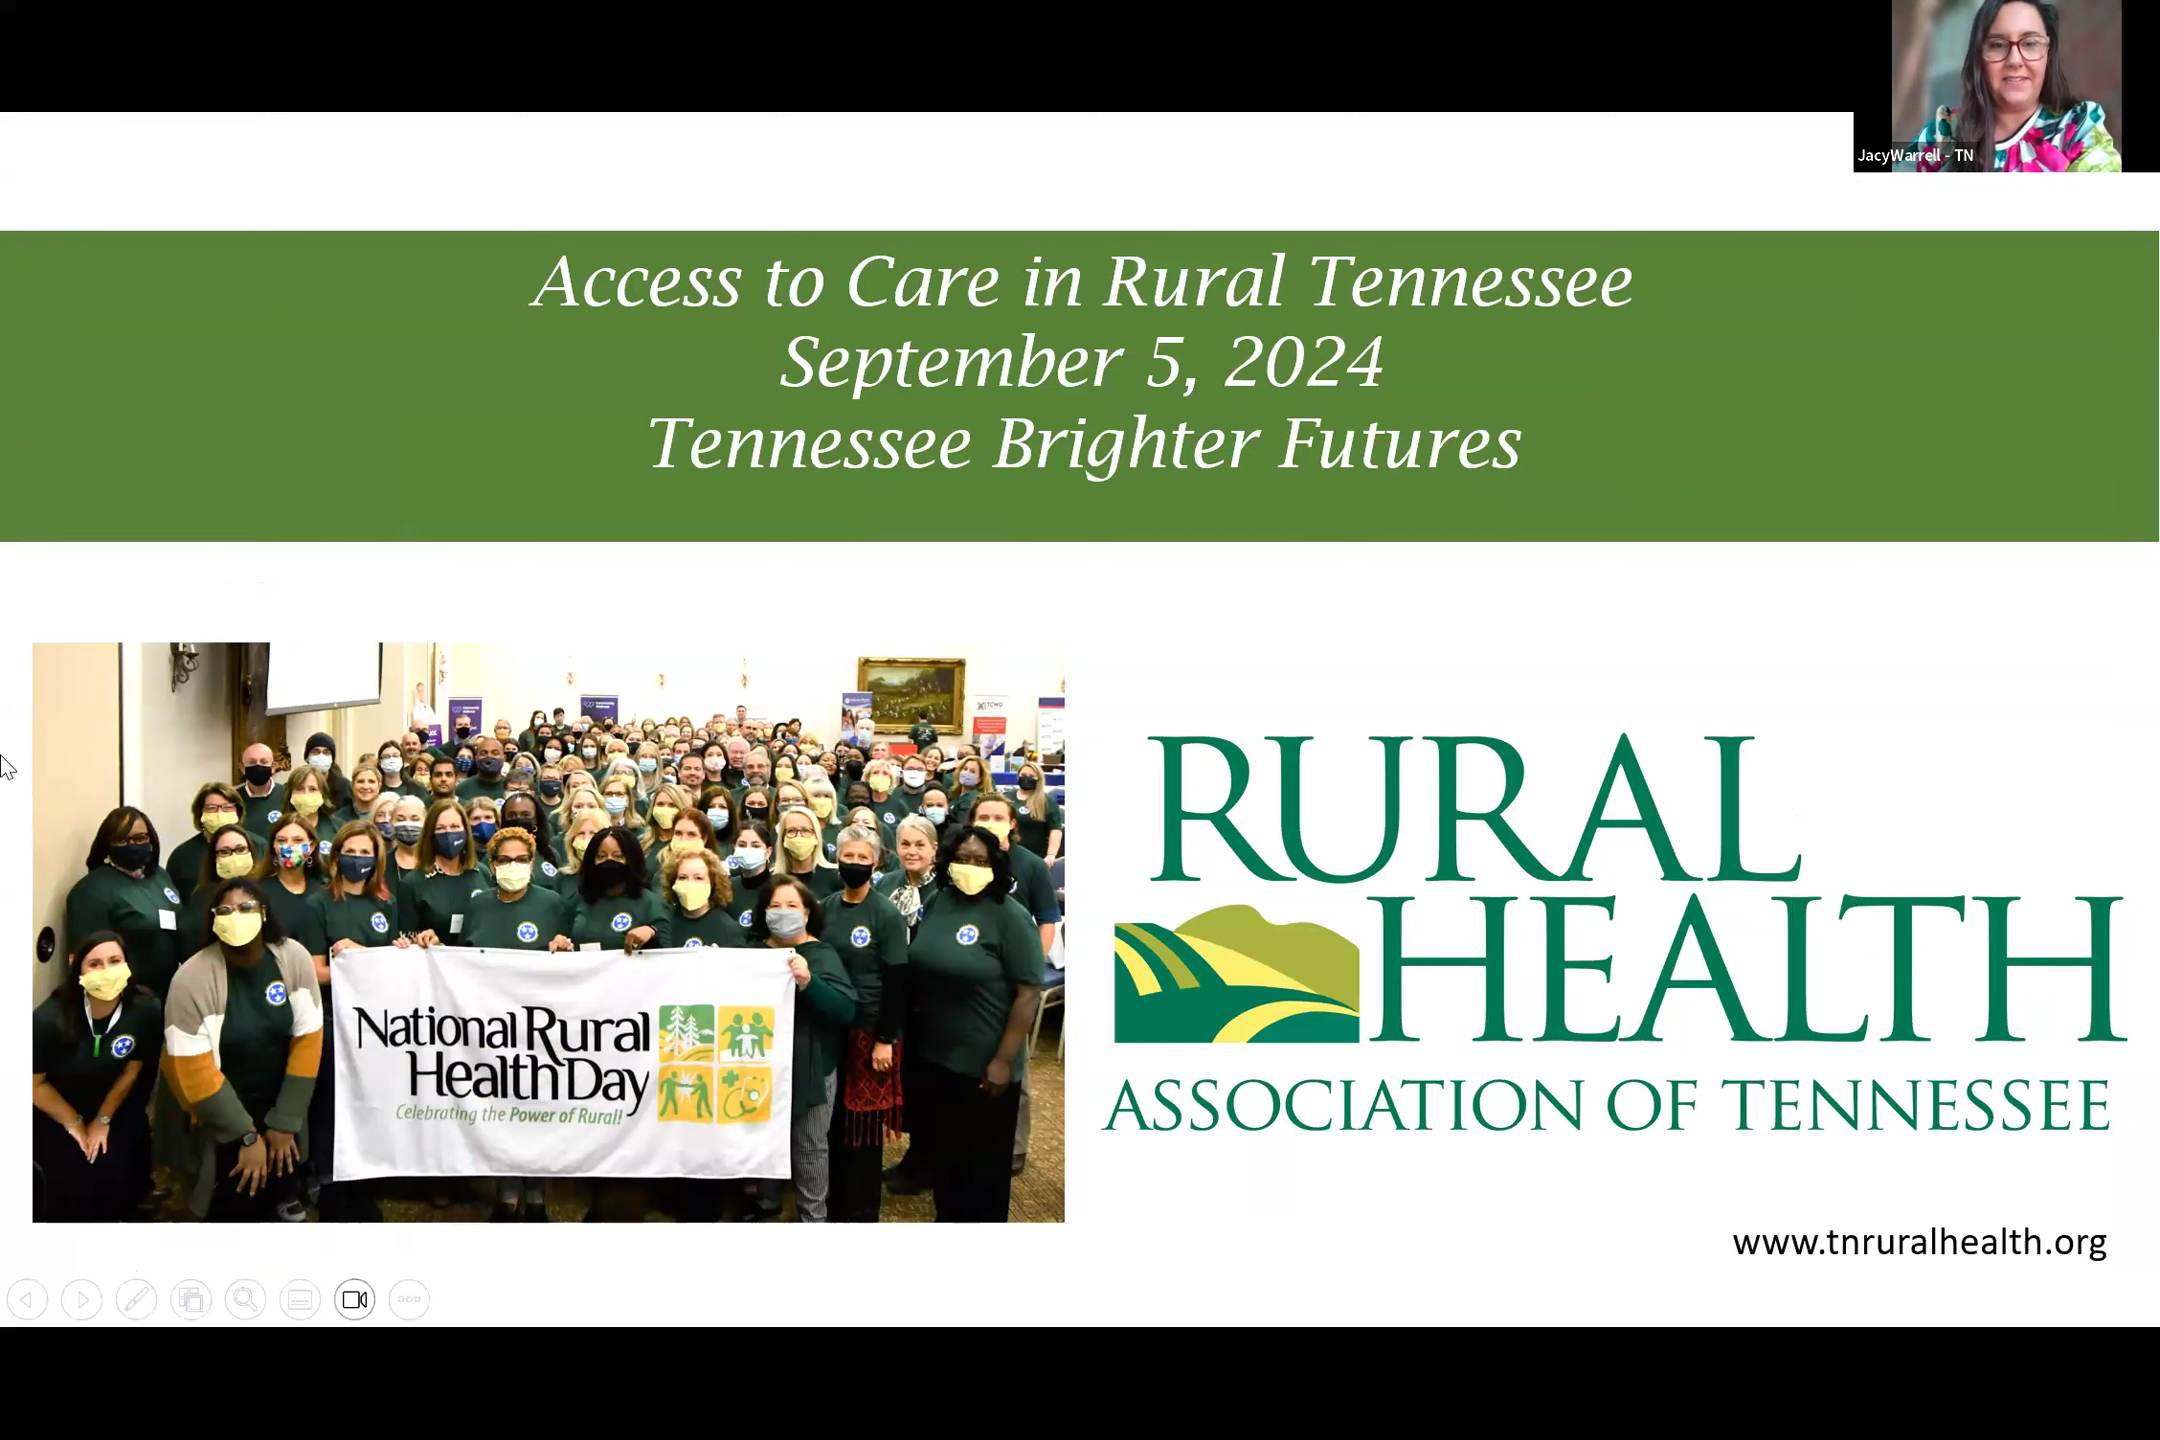 JacyWarrell - TN
Access to Care in Rural Tennessee
September 5, 2024
Tennessee Brighter Futures
TCWD
National Rural
Health Day
Celebrating the Power of Rural!
RURAL
HEALTH
ASSOCIATION OF TENNESSEE
www.tnruralhealth.org